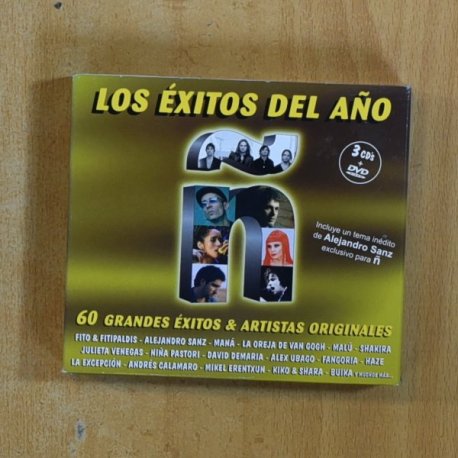 LOS ÉXITOS DEL AÑO
3 CD's
+
DVD
Ñ
Incluye un tema inédito
de Alejandro Sanz
exclusivo para ñ
60 GRANDES ÉXITOS & ARTISTAS ORIGINALES
FITO & FITIPALDIS - ALEJANDRO SANZ - MANÁ - LA OREJA DE VAN GOGH - MALÚ - SHAKIRA
JULIETA VENEGAS - NIÑA PASTORI - DAVID DEMARIA - ALEX UBAGO - FANGORIA - HAZE
LA EXCEPCIÓN - ANDRÉS CALAMARO - MIKEL ERENTXUN - KIKO & SHARA - BUIKA Y MUCHOS MÁS...